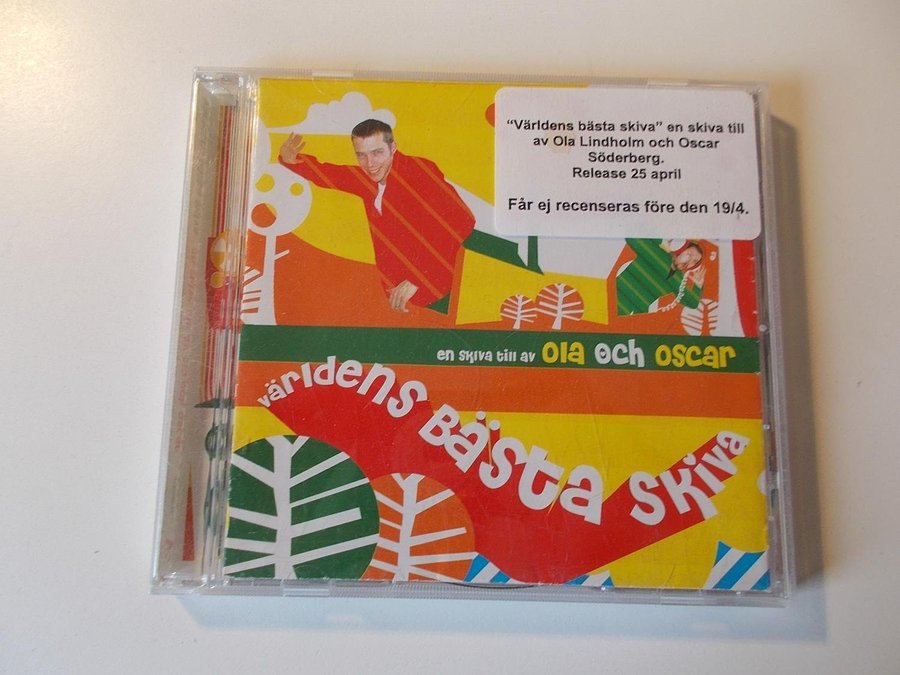 "Världens bästa skiva" en skiva till
av Ola Lindholm och Oscar
Söderberg.
Release 25 april
Får ej recenseras före den 19/4.
en skiva till av ola och oscar
världens bästa skiva